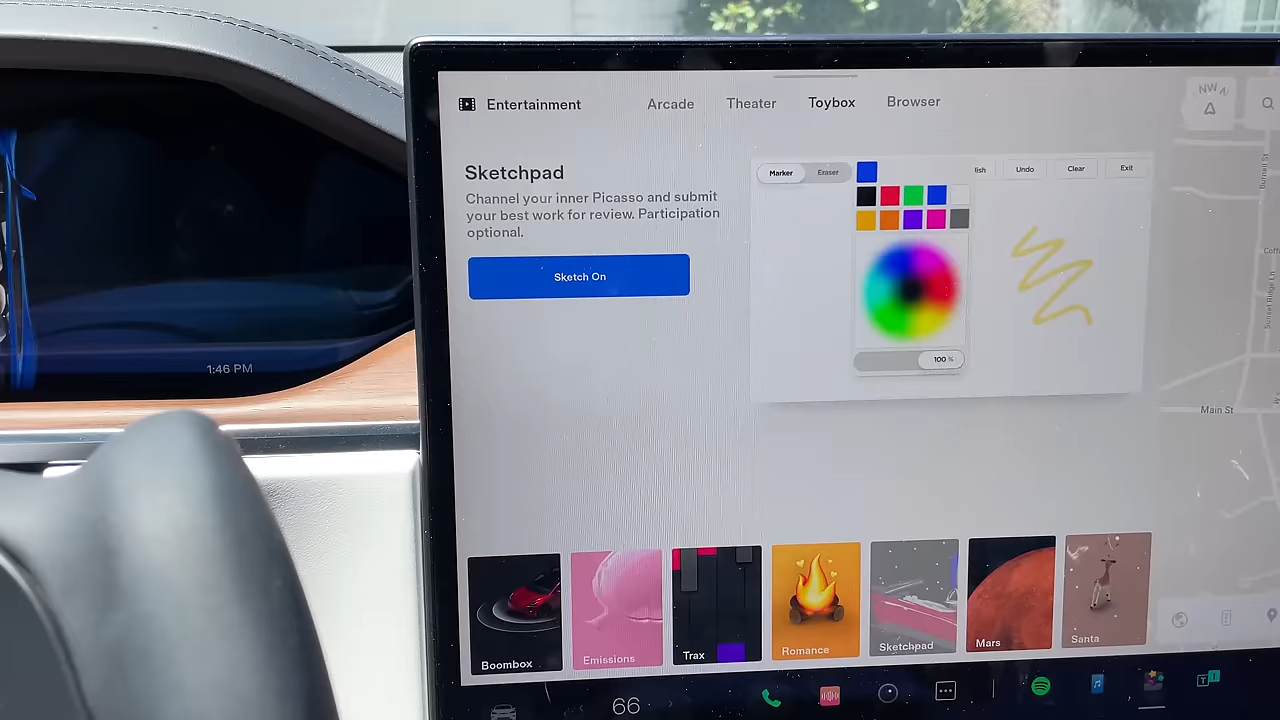 Entertainment
Arcade
Theater
Toybox
Browser
NW
Sketchpad
Channel your inner Picasso and submit
your best work for review. Participation
optional.
Sketch On
Marker
Eraser
lish
Undo
Clear
Exit
100 %
1:46 PM
Main St
Boombox
Emissions
Trax
Romance
Sketchpad
Mars
Santa
66